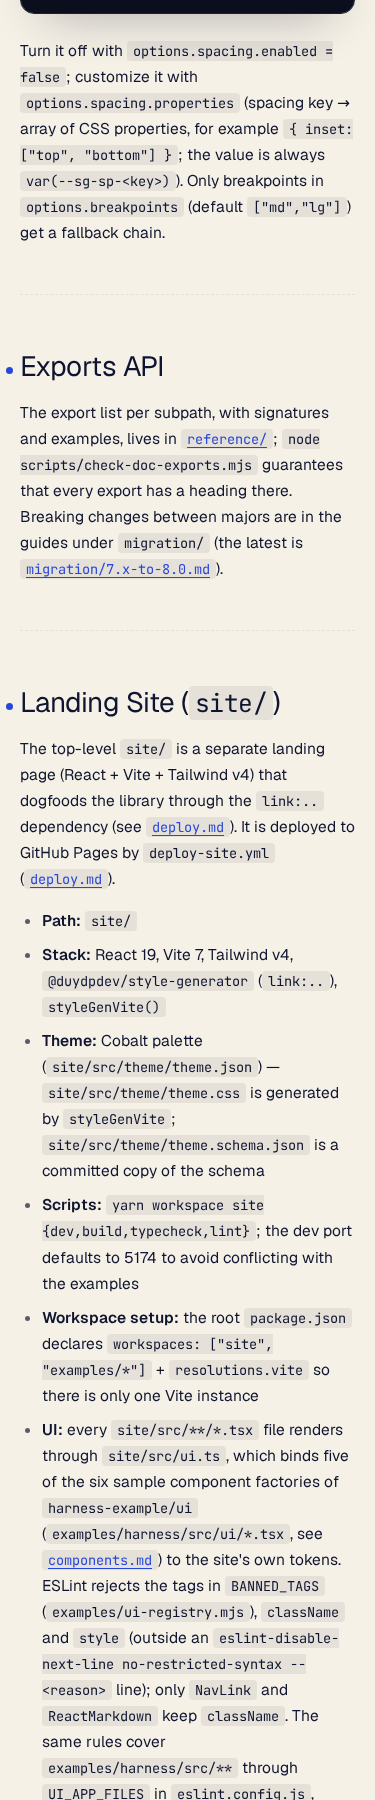 Turn it off with options.spacing.enabled =
false; customize it with
options.spacing.properties (spacing key →
array of CSS properties, for example { inset:
["top", "bottom"] }; the value is always
var(--sg-sp-<key>)). Only breakpoints in
options.breakpoints (default ["md","lg"])
get a fallback chain.
Exports API
The export list per subpath, with signatures
and examples, lives in reference/; node
scripts/check-doc-exports.mjs guarantees
that every export has a heading there.
Breaking changes between majors are in the
guides under migration/ (the latest is
migration/7.x-to-8.0.md).
Landing Site (site/)
The top-level site/ is a separate landing
page (React + Vite + Tailwind v4) that
dogfoods the library through the link:..
dependency (see deploy.md). It is deployed to
GitHub Pages by deploy-site.yml
(deploy.md).
• Path: site/
• Stack: React 19, Vite 7, Tailwind v4,
@duydpdev/style-generator (link:..),
styleGenVite()
• Theme: Cobalt palette
(site/src/theme/theme.json) —
site/src/theme/theme.css is generated
by styleGenVite;
site/src/theme/theme.schema.json is a
committed copy of the schema
• Scripts: yarn workspace site
{dev,build,typecheck,lint}; the dev port
defaults to 5174 to avoid conflicting with
the examples
• Workspace setup: the root package.json
declares workspaces: ["site",
"examples/*"] + resolutions.vite so
there is only one Vite instance
• UI: every site/src/**/*.tsx file renders
through site/src/ui.ts, which binds five
of the six sample component factories of
harness-example/ui
(examples/harness/src/ui/*.tsx, see
components.md) to the site's own tokens.
ESLint rejects the tags in BANNED_TAGS
(examples/ui-registry.mjs), className
and style (outside an eslint-disable-
next-line no-restricted-syntax --
<reason> line); only NavLink and
ReactMarkdown keep className. The
same rules cover
examples/harness/src/** through
UI_APP_FILES in eslint.config.js,